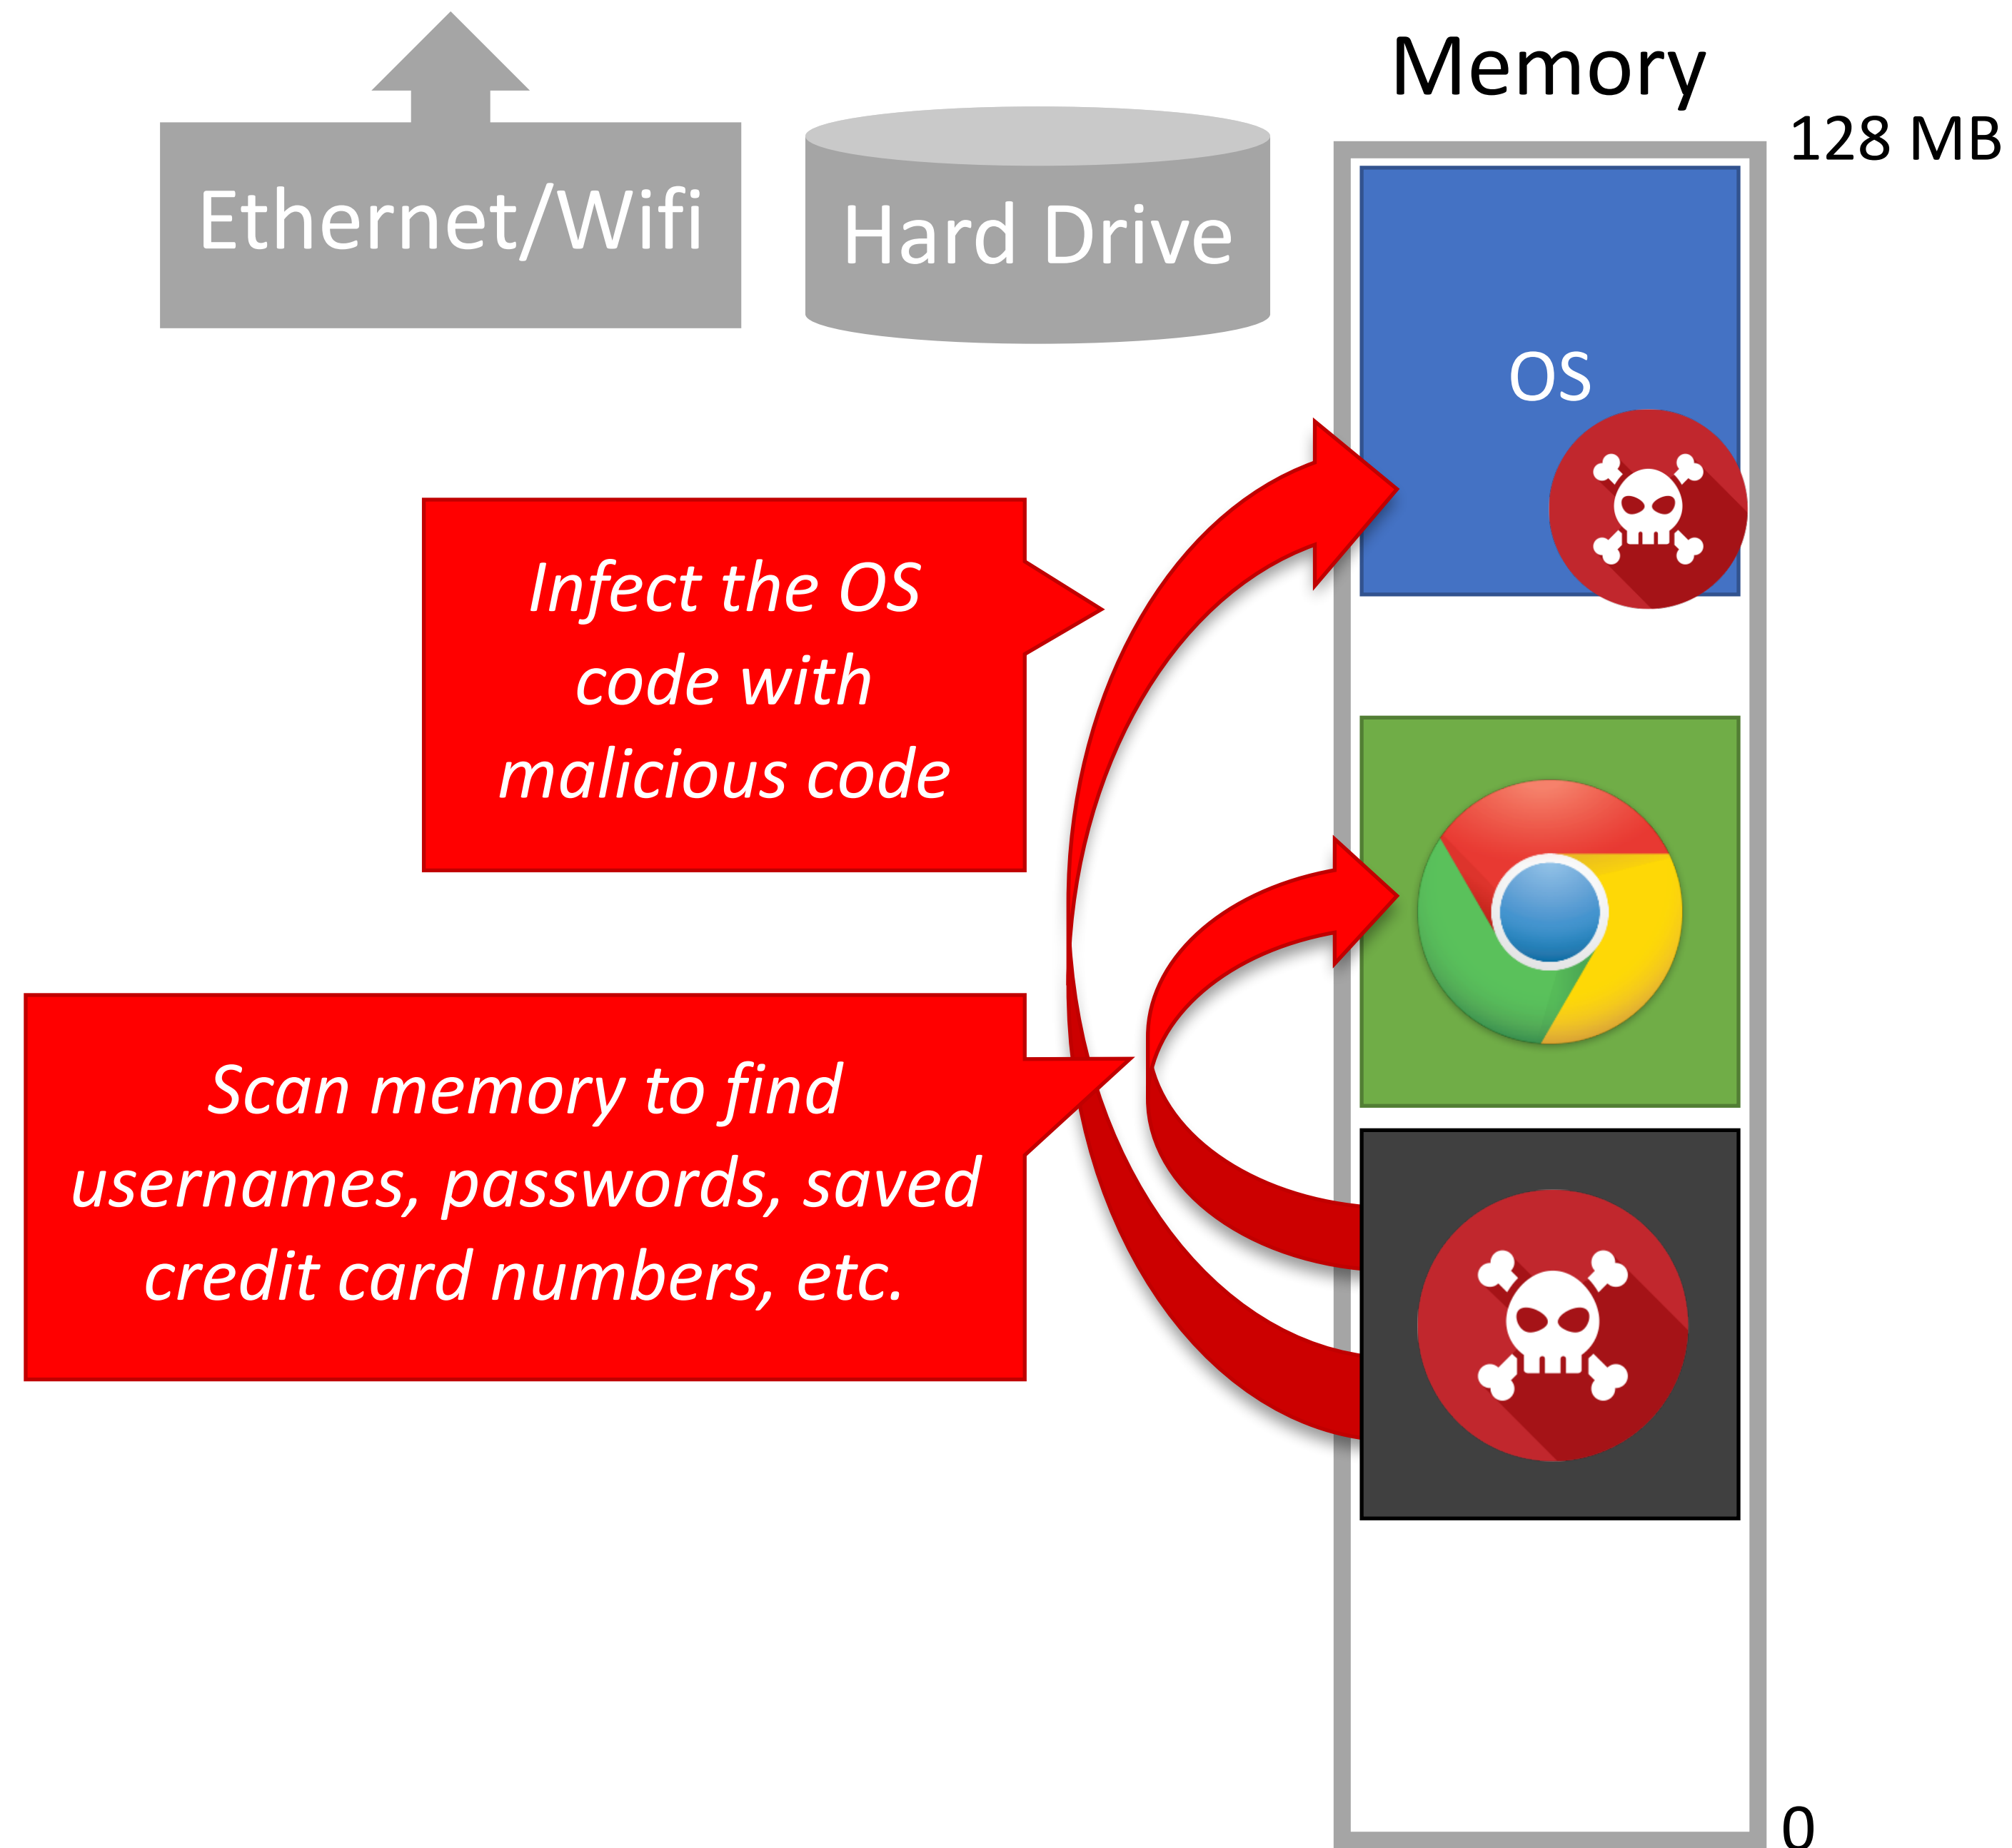 Memory
128 MB
Ethernet/Wifi
Hard Drive
OS
Infect the OS
code with
malicious code
Scan memory to find
usernames, passwords, saved
credit card numbers, etc.
0